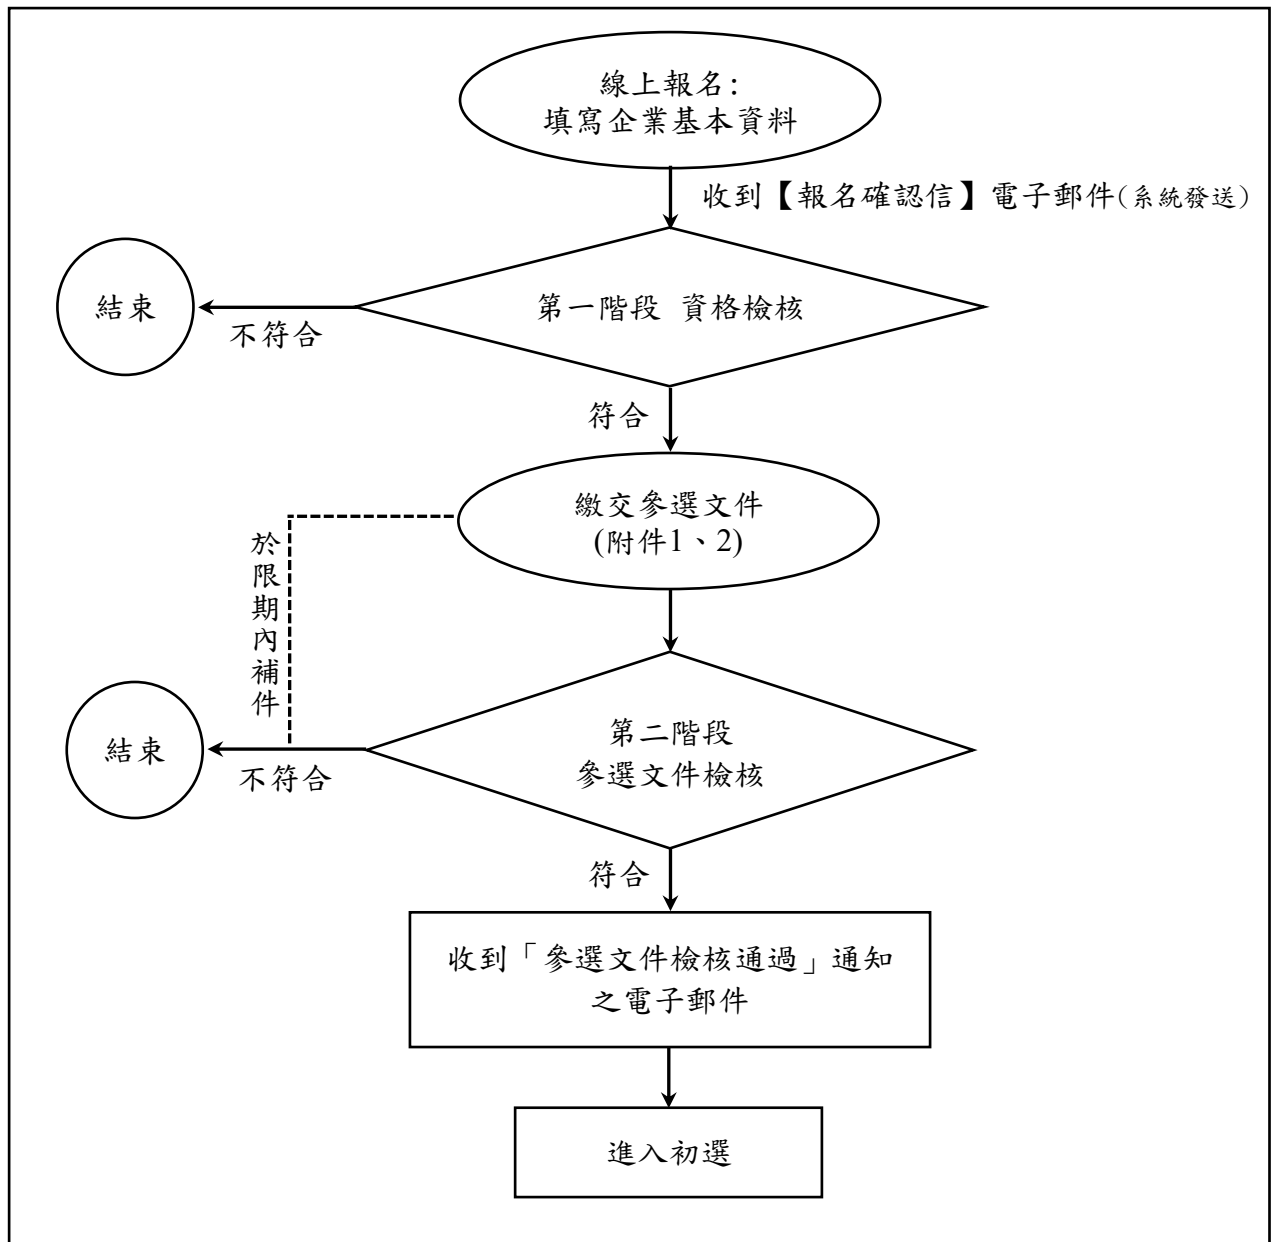 線上報名:
填寫企業基本資料
收到【報名確認信】電子郵件(系統發送)
第一階段 資格檢核
結束
不符合
符合
繳交參選文件
(附件1、2)
於限期內補件
第二階段
參選文件檢核
結束
不符合
符合
收到「參選文件檢核通過」通知
之電子郵件
進入初選